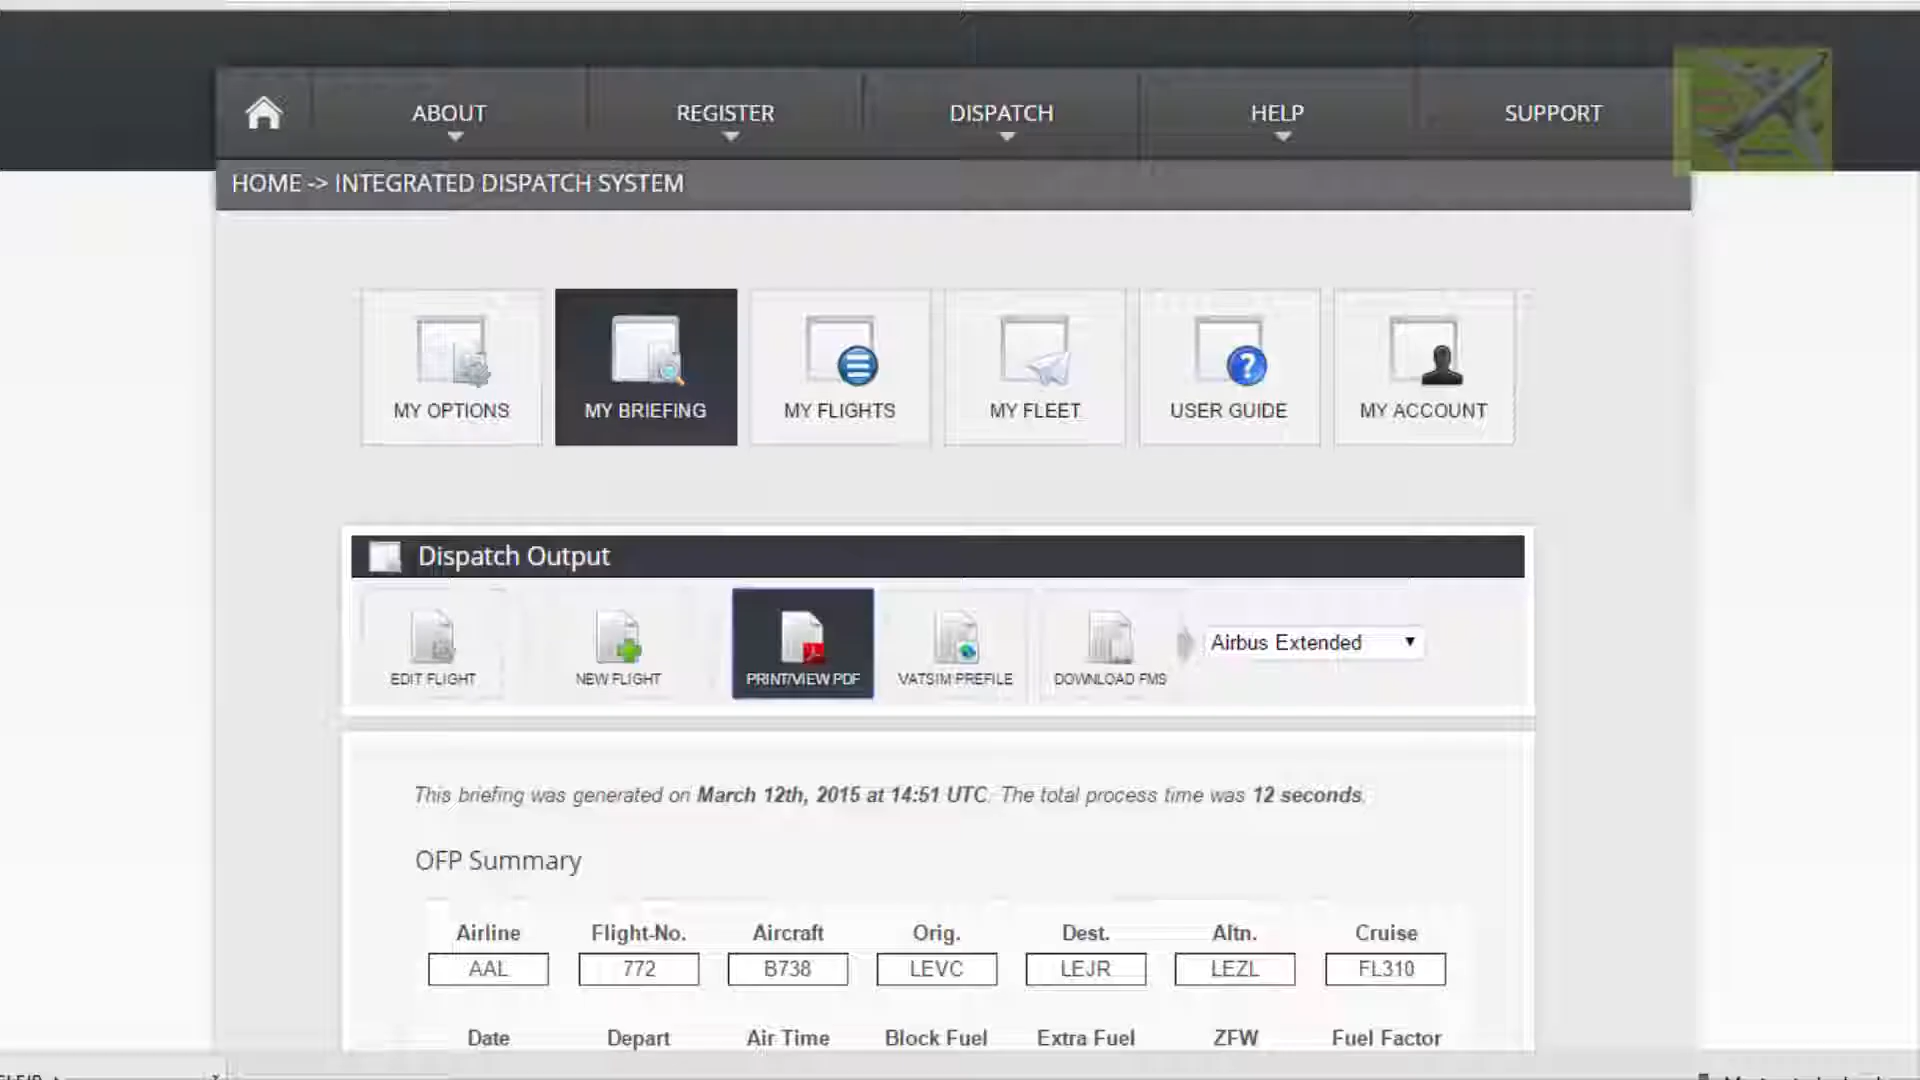 ABOUT REGISTER DISPATCH HELP SUPPORT
HOME -> INTEGRATED DISPATCH SYSTEM
MY OPTIONS MY BRIEFING MY FLIGHTS MY FLEET USER GUIDE MY ACCOUNT
Dispatch Output
EDIT FLIGHT NEW FLIGHT PRINT/VIEW PDF VATSIM PREFILE DOWNLOAD FMS Airbus Extended
This briefing was generated on March 12th, 2015 at 14:51 UTC. The total process time was 12 seconds.
OFP Summary
Airline Flight-No. Aircraft Orig. Dest. Altn. Cruise
AAL 772 B738 LEVC LEJR LEZL FL310
Date Depart Air Time Block Fuel Extra Fuel ZFW Fuel Factor